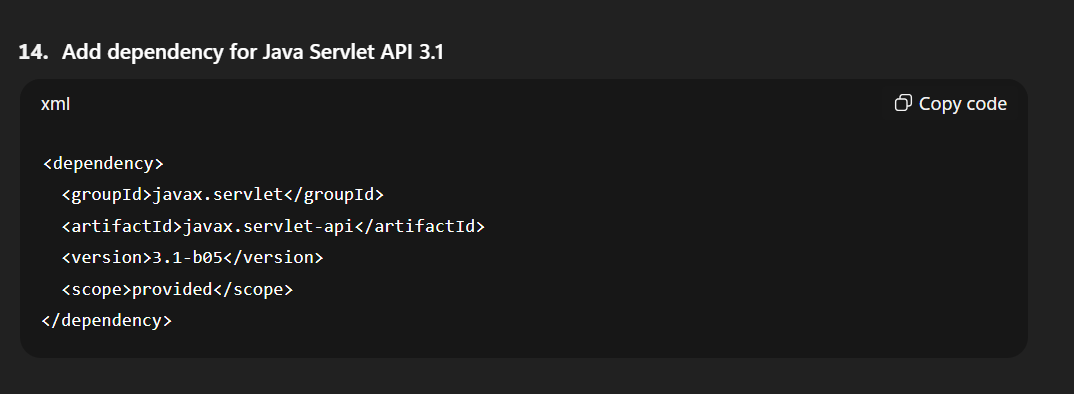 14. Add dependency for Java Servlet API 3.1
xml
Copy code
<dependency>
  <groupId>javax.servlet</groupId>
  <artifactId>javax.servlet-api</artifactId>
  <version>3.1-b05</version>
  <scope>provided</scope>
</dependency>